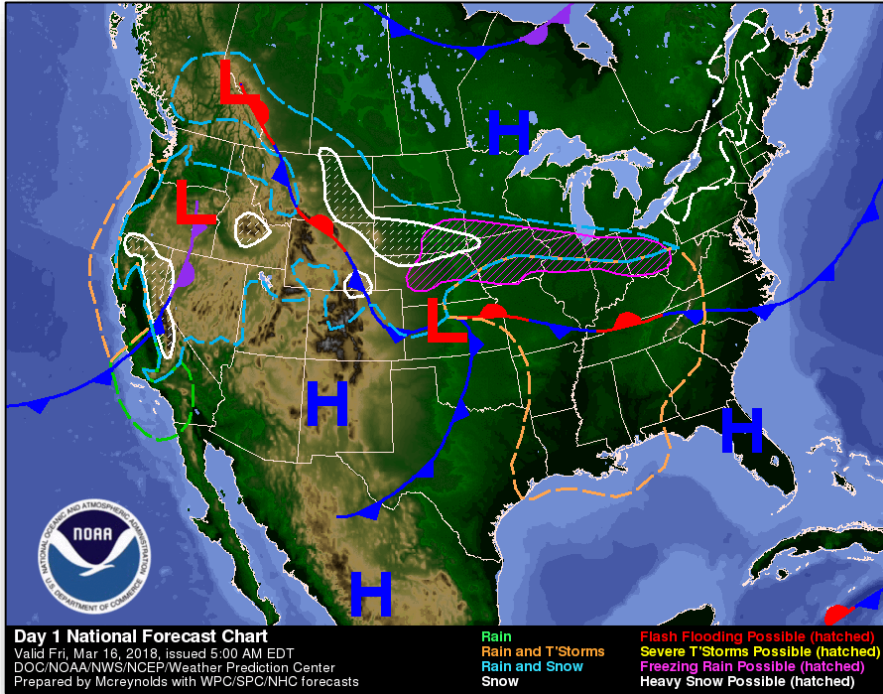 L
H
L
L
H
H
H
NATIONAL OCEANIC AND ATMOSPHERIC ADMINISTRATION
NOAA
U.S. DEPARTMENT OF COMMERCE
Day 1 National Forecast Chart
Valid Fri, Mar 16, 2018, issued 5:00 AM EDT
DOC/NOAA/NWS/NCEP/Weather Prediction Center
Prepared by Mcreynolds with WPC/SPC/NHC forecasts
Rain
Rain and T'Storms
Rain and Snow
Snow
Flash Flooding Possible (hatched)
Severe T'Storms Possible (hatched)
Freezing Rain Possible (hatched)
Heavy Snow Possible (hatched)